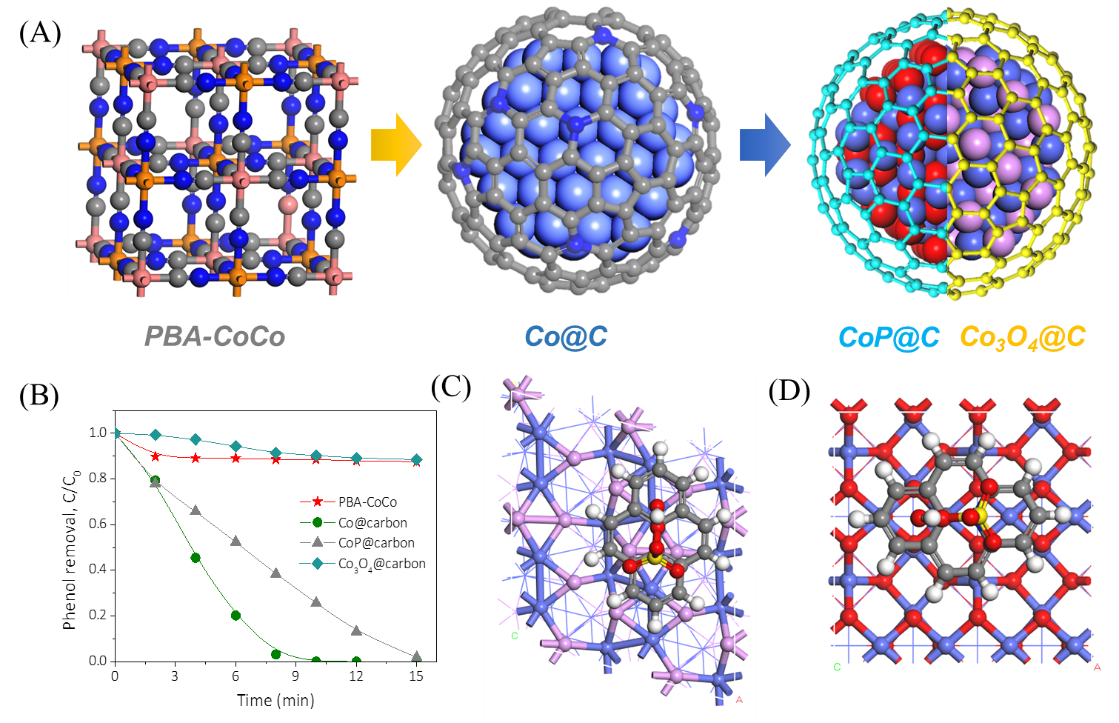 (A)
PBA-CoCo
Co@C
CoP@C
Co₃O₄@C
(B)
Phenol removal, C/C₀
1.0
0.8
0.6
0.4
0.2
0.0
PBA-CoCo
Co@carbon
CoP@carbon
Co₃O₄@carbon
0 3 6 9 12 15
Time (min)
(C)
C
A
(D)
C
A